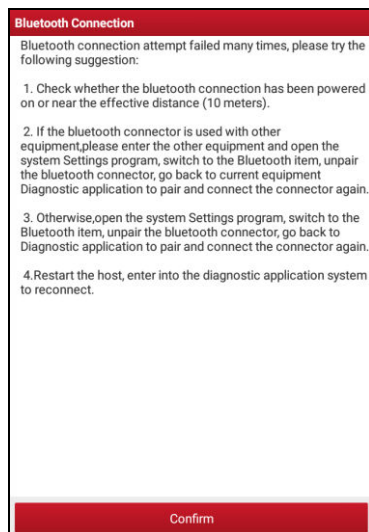 Bluetooth Connection
Bluetooth connection attempt failed many times, please try the
following suggestion:
1. Check whether the bluetooth connection has been powered
on or near the effective distance (10 meters).
2. If the bluetooth connector is used with other
equipment,please enter the other equipment and open the
system Settings program, switch to the Bluetooth item, unpair
the bluetooth connector, go back to current equipment
Diagnostic application to pair and connect the connector again.
3. Otherwise,open the system Settings program, switch to the
Bluetooth item, unpair the bluetooth connector, go back to
Diagnostic application to pair and connect the connector again.
4.Restart the host, enter into the diagnostic application system
to reconnect.
Confirm